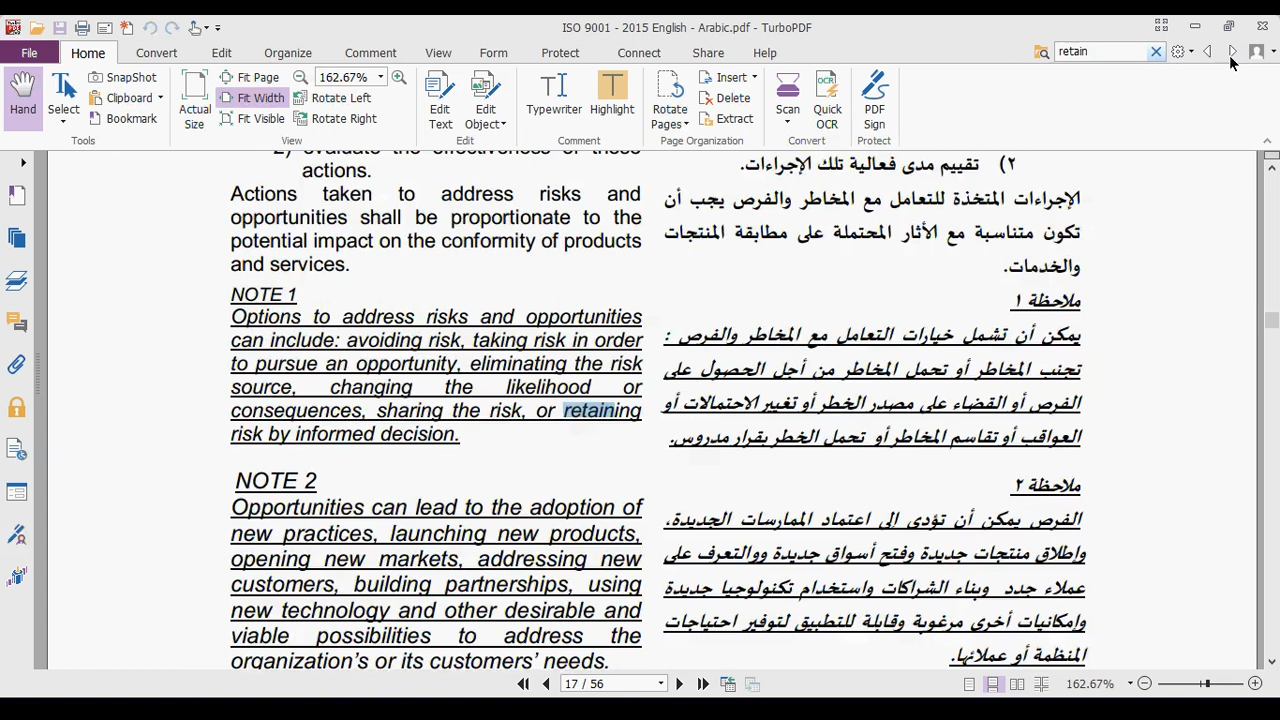 ISO 9001 - 2015 English - Arabic.pdf - TurboPDF
File Home Convert Edit Organize Comment View Form Protect Connect Share Help retain
Hand Select SnapShot Clipboard Bookmark Tools
Actual Size Fit Page Fit Width Fit Visible 162.67% Rotate Left Rotate Right View
Edit Text Edit Object Edit
Typewriter Highlight Comment
Rotate Pages Insert Delete Extract Page Organization
Scan Quick OCR Convert
PDF Sign Protect
2) evaluate the effectiveness of these
actions.
Actions taken to address risks and
opportunities shall be proportionate to the
potential impact on the conformity of products
and services.
NOTE 1
Options to address risks and opportunities
can include: avoiding risk, taking risk in order
to pursue an opportunity, eliminating the risk
source, changing the likelihood or
consequences, sharing the risk, or retaining
risk by informed decision.
NOTE 2
Opportunities can lead to the adoption of
new practices, launching new products,
opening new markets, addressing new
customers, building partnerships, using
new technology and other desirable and
viable possibilities to address the
organization's or its customers' needs.
٢) تقييم مدى فعالية تلك الإجراءات.
الإجراءات المتخذة للتعامل مع المخاطر والفرص يجب أن
تكون متناسبة مع الأثار المحتملة على مطابقة المنتجات
والخدمات.
ملاحظة ١
يمكن أن تشمل خيارات التعامل مع المخاطر والفرص :
تجنب المخاطر أو تحمل المخاطر من أجل الحصول على
الفرص أو القضاء على مصدر الخطر أو تغيير الاحتمالات أو
العواقب أو تقاسم المخاطر أو تحمل الخطر بقرار مدروس.
ملاحظة ٢
الفرص يمكن أن تؤدى إلى اعتماد الممارسات الجديدة،
وإطلاق منتجات جديدة وفتح أسواق جديدة ووالتعرف على
عملاء جدد وبناء الشراكات واستخدام تكنولوجيا جديدة
وإمكانيات أخرى مرغوبة وقابلة للتطبيق لتوفير احتياجات
المنظمة أو عملائها.
17 / 56 162.67%